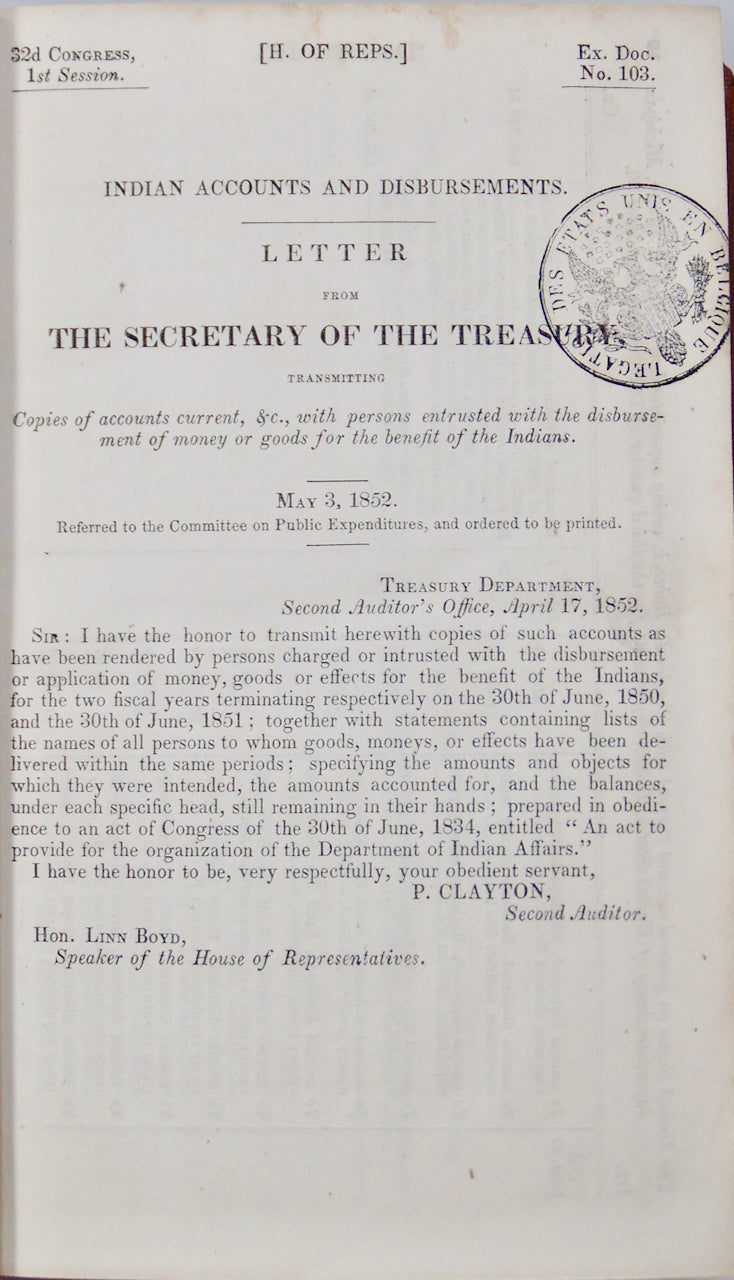 32d Congress,
1st Session.
[H. OF REPS.]
Ex. Doc.
No. 103.
INDIAN ACCOUNTS AND DISBURSEMENTS.
LETTER
FROM
THE SECRETARY OF THE TREASURY,
TRANSMITTING
Copies of accounts current, &c., with persons entrusted with the disburse-
ment of money or goods for the benefit of the Indians.
May 3, 1852.
Referred to the Committee on Public Expenditures, and ordered to be printed.
Treasury Department,
Second Auditor's Office, April 17, 1852.
Sir: I have the honor to transmit herewith copies of such accounts as
have been rendered by persons charged or intrusted with the disbursement
or application of money, goods or effects for the benefit of the Indians,
for the two fiscal years terminating respectively on the 30th of June, 1850,
and the 30th of June, 1851; together with statements containing lists of
the names of all persons to whom goods, moneys, or effects have been de-
livered within the same periods; specifying the amounts and objects for
which they were intended, the amounts accounted for, and the balances,
under each specific head, still remaining in their hands; prepared in obedi-
ence to an act of Congress of the 30th of June, 1834, entitled "An act to
provide for the organization of the Department of Indian Affairs."
I have the honor to be, very respectfully, your obedient servant,
P. CLAYTON,
Second Auditor.
Hon. Linn Boyd,
Speaker of the House of Representatives.
LEGATION DES ETATS UNIS EN BELGIQUE